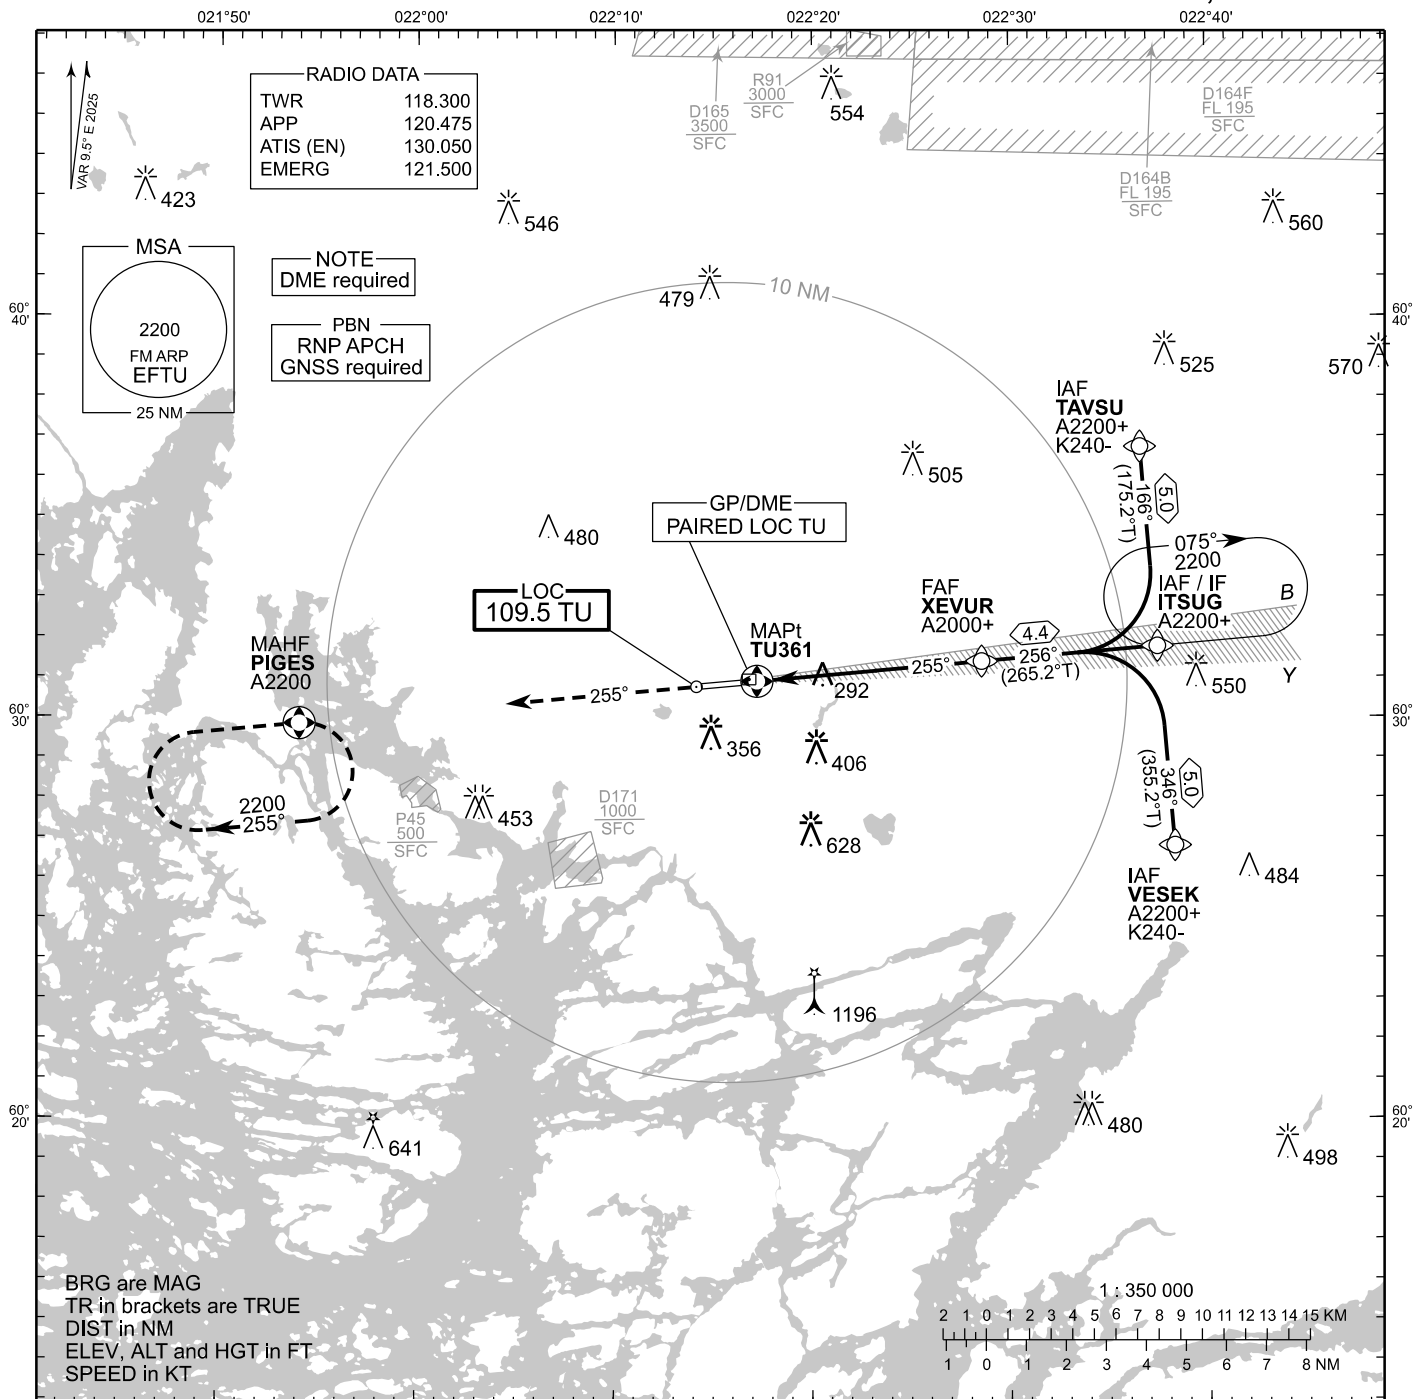 021°50'
022°00'
022°10'
022°20'
022°30'
022°40'
VAR 9.5° E 2025
RADIO DATA
TWR 118.300
APP 120.475
ATIS (EN) 130.050
EMERG 121.500
D165
3500
SFC
R91
3000
SFC
554
D164F
FL 195
SFC
D164B
FL 195
SFC
423
546
560
MSA
2200
FM ARP
EFTU
25 NM
NOTE
DME required
PBN
RNP APCH
GNSS required
479
10 NM
60°
40'
60°
40'
525
570
IAF
TAVSU
A2200+
K240-
505
166°
(175.2°T)
5.0
GP/DME
PAIRED LOC TU
480
075°
2200
LOC
109.5 TU
FAF
XEVUR
A2000+
IAF / IF
ITSUG
A2200+
B
MAPt
TU361
4.4
MAHF
PIGES
A2200
255°
255°
256°
(265.2°T)
292
550
Y
60°
30'
60°
30'
356
406
346°
(355.2°T)
5.0
2200
255°
P45
500
SFC
453
D171
1000
SFC
628
IAF
VESEK
A2200+
K240-
484
1196
60°
20'
60°
20'
641
480
498
BRG are MAG
TR in brackets are TRUE
DIST in NM
ELEV, ALT and HGT in FT
SPEED in KT
1 : 350 000
2 1 0 1 2 3 4 5 6 7 8 9 10 11 12 13 14 15 KM
1 0 1 2 3 4 5 6 7 8 NM